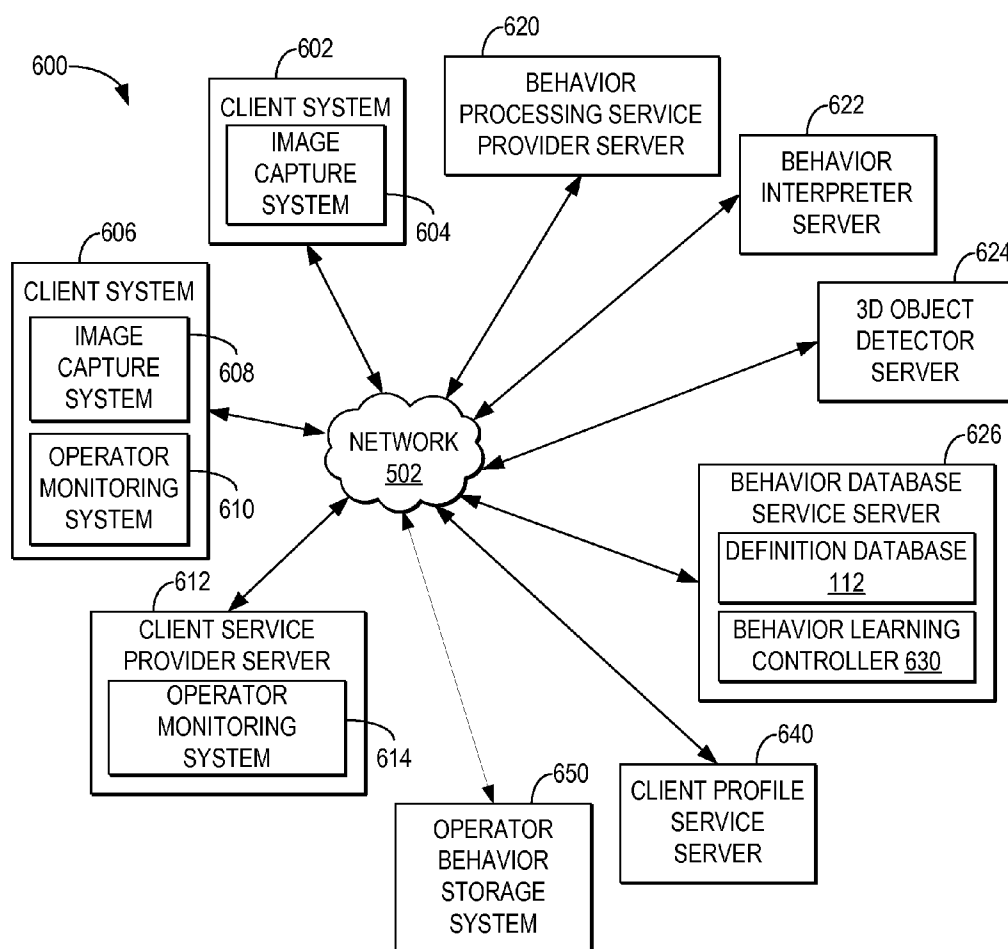 600
602
CLIENT SYSTEM
IMAGE
CAPTURE
SYSTEM
604
620
BEHAVIOR
PROCESSING SERVICE
PROVIDER SERVER
622
BEHAVIOR
INTERPRETER
SERVER
606
CLIENT SYSTEM
IMAGE
CAPTURE
SYSTEM
608
OPERATOR
MONITORING
SYSTEM
610
624
3D OBJECT
DETECTOR
SERVER
NETWORK
502
626
BEHAVIOR DATABASE
SERVICE SERVER
DEFINITION DATABASE
112
BEHAVIOR LEARNING
CONTROLLER 630
612
CLIENT SERVICE
PROVIDER SERVER
OPERATOR
MONITORING
SYSTEM
614
650
OPERATOR
BEHAVIOR
STORAGE
SYSTEM
640
CLIENT PROFILE
SERVICE
SERVER